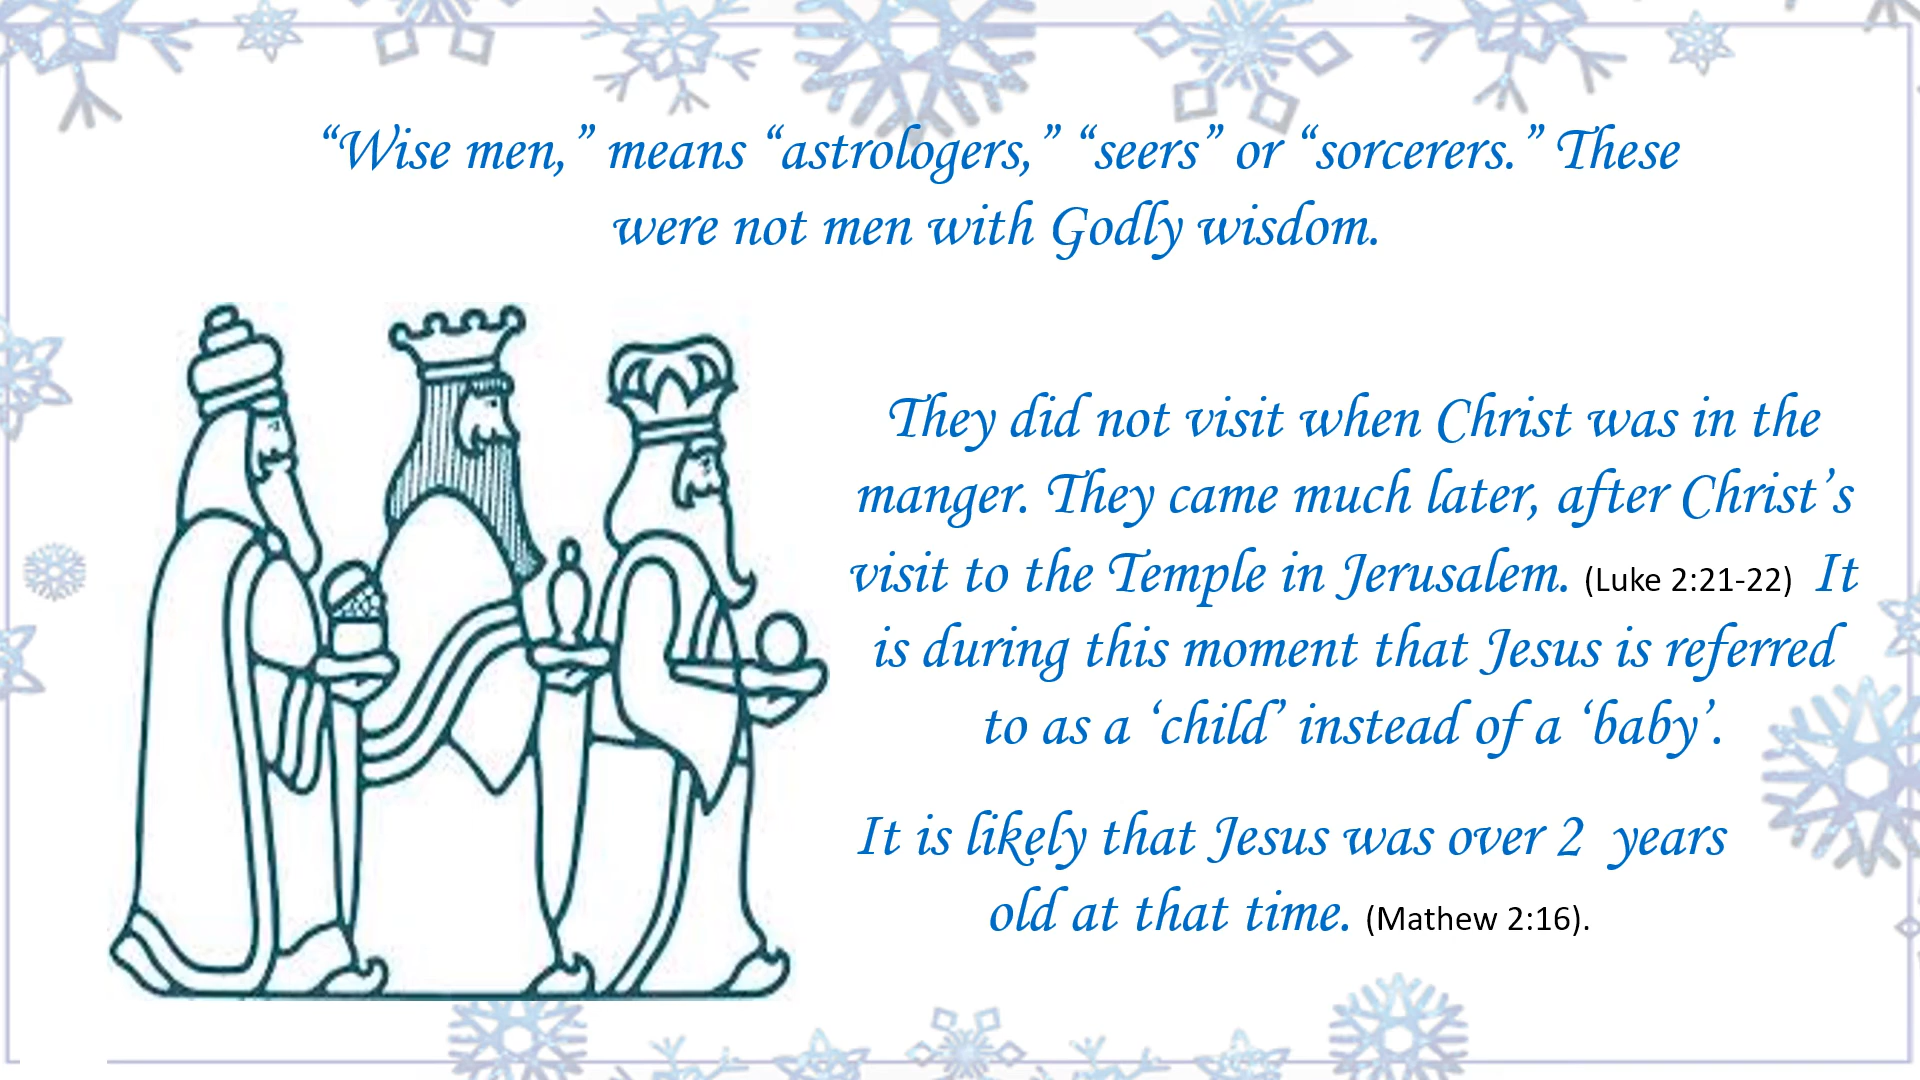 “Wise men,” means “astrologers,” “seers” or “sorcerers.” These
were not men with Godly wisdom.
They did not visit when Christ was in the
manger. They came much later, after Christ’s
visit to the Temple in Jerusalem. (Luke 2:21-22) It
is during this moment that Jesus is referred
to as a ‘child’ instead of a ‘baby’.
It is likely that Jesus was over 2 years
old at that time. (Mathew 2:16).